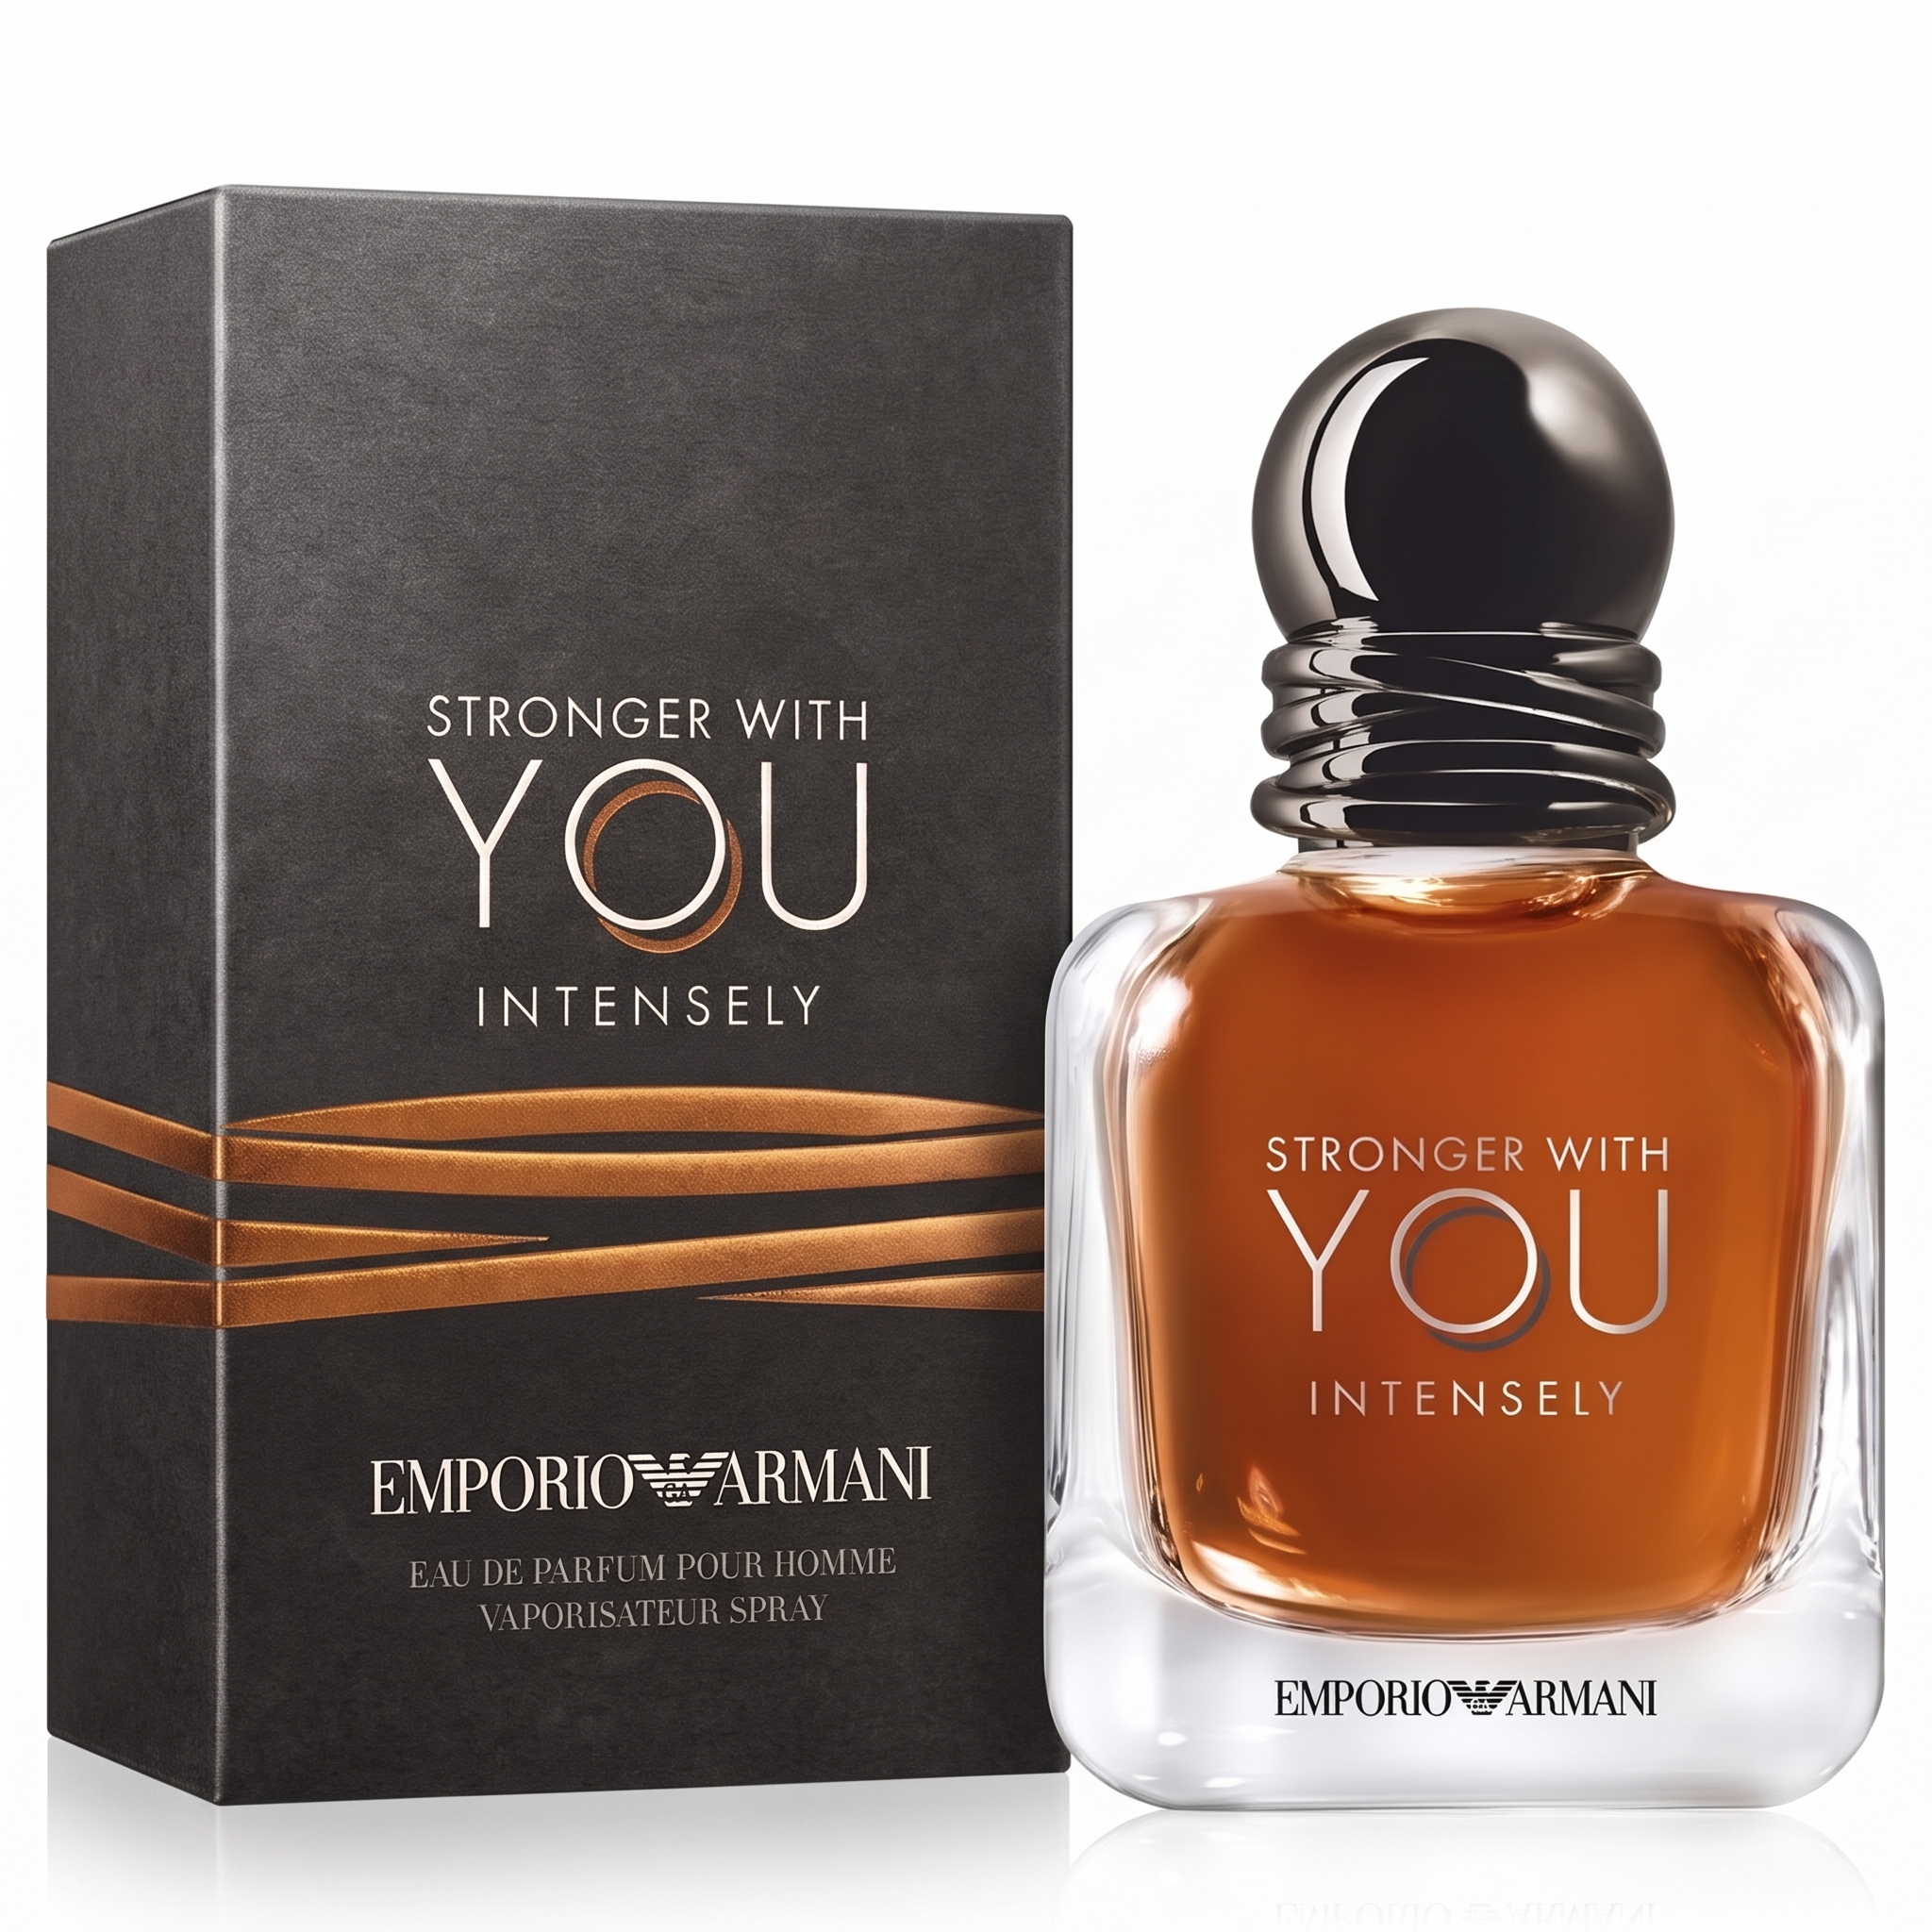 STRONGER WITH
YOU
INTENSELY
EMPORIO ARMANI
EAU DE PARFUM POUR HOMME
VAPORISATEUR SPRAY
STRONGER WITH
YOU
INTENSELY
EMPORIO ARMANI